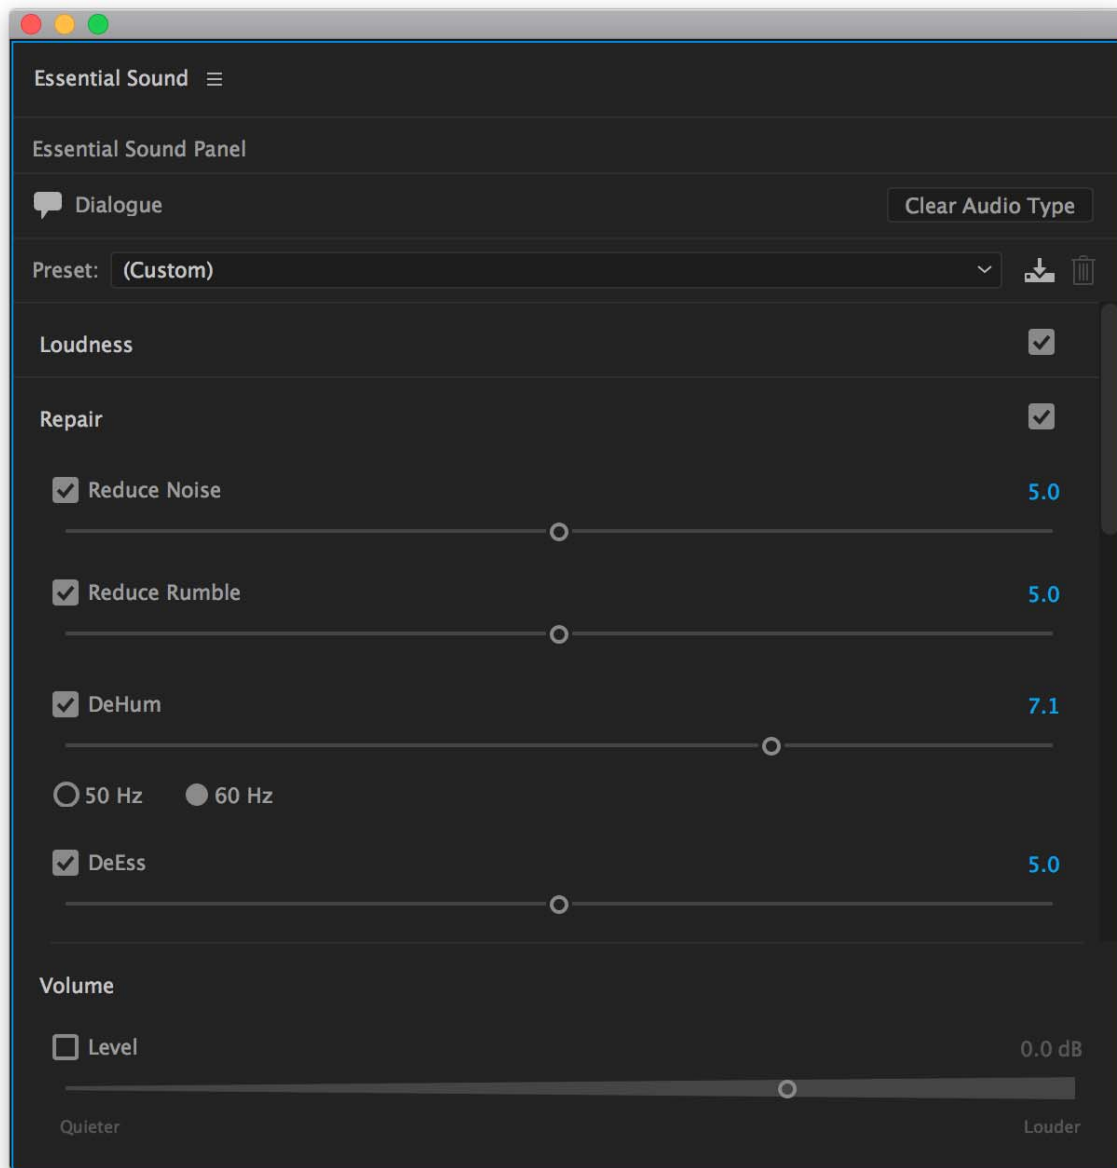 Essential Sound
Essential Sound Panel
Dialogue Clear Audio Type
Preset: (Custom)
Loudness
Repair
Reduce Noise 5.0
Reduce Rumble 5.0
DeHum 7.1
50 Hz 60 Hz
DeEss 5.0
Volume
Level 0.0 dB
Quieter Louder